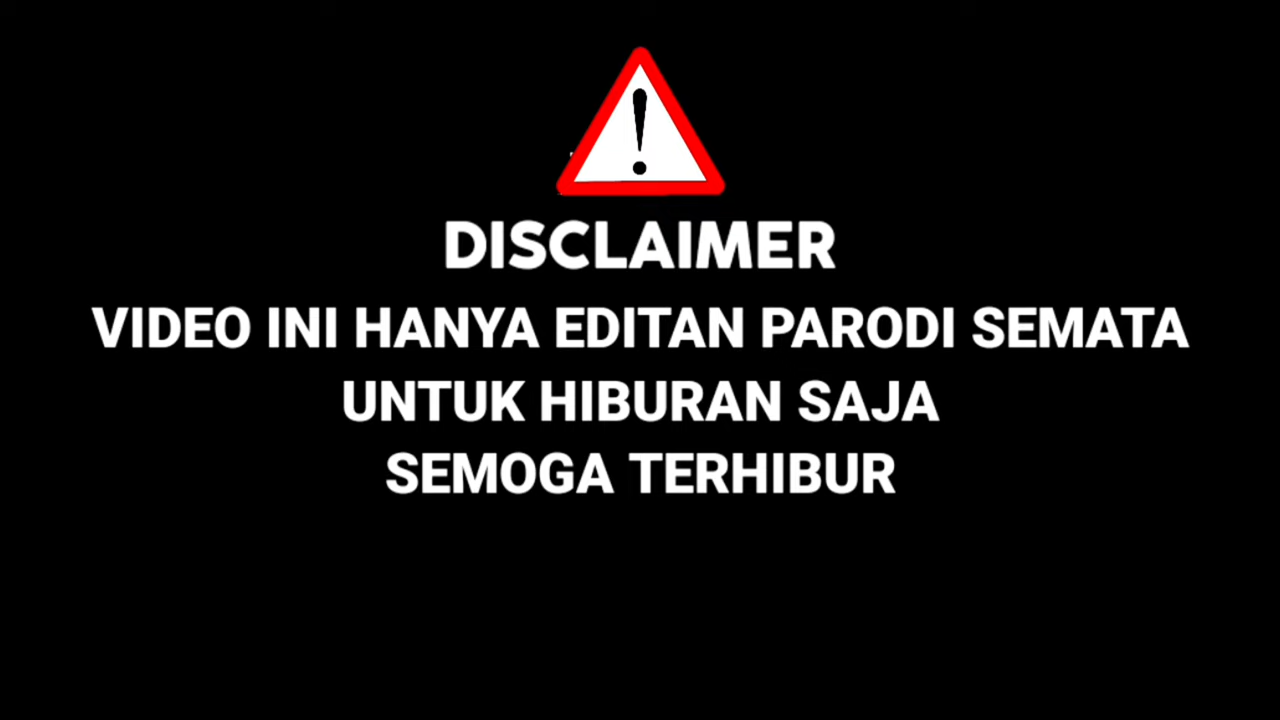 DISCLAIMER
VIDEO INI HANYA EDITAN PARODI SEMATA
UNTUK HIBURAN SAJA
SEMOGA TERHIBUR